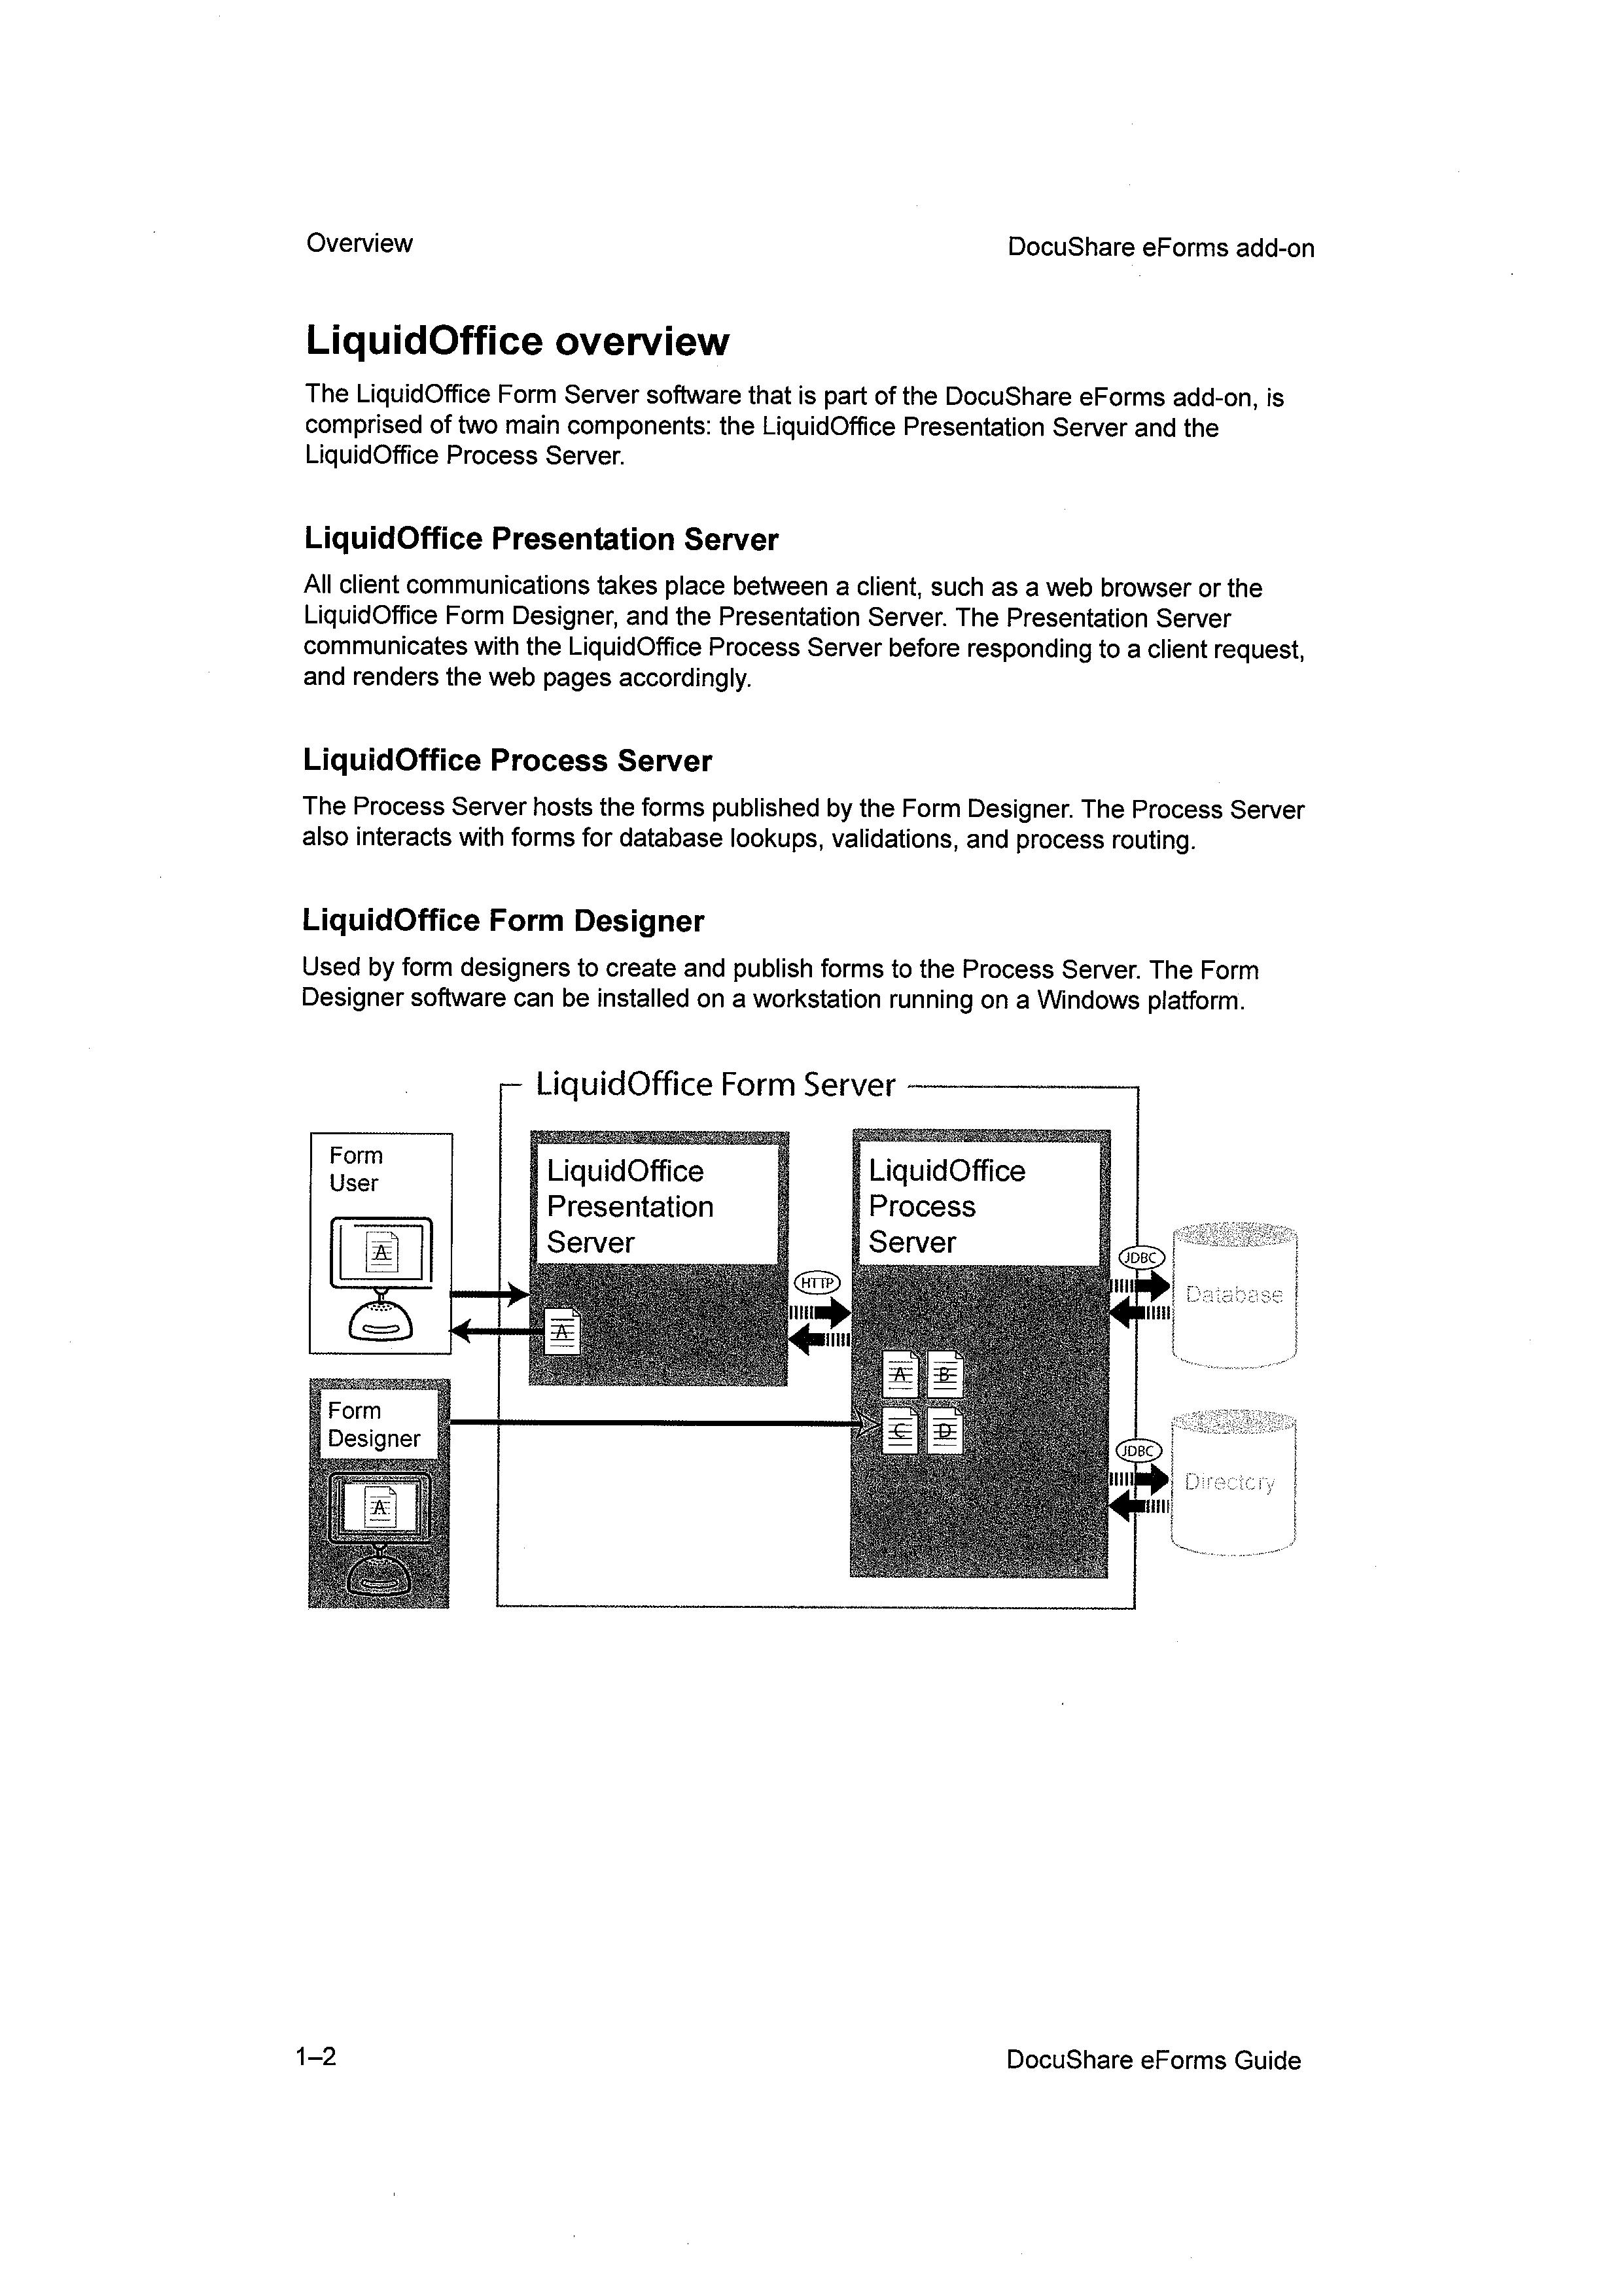 Overview
DocuShare eForms add-on
LiquidOffice overview
The LiquidOffice Form Server software that is part of the DocuShare eForms add-on, is
comprised of two main components: the LiquidOffice Presentation Server and the
LiquidOffice Process Server.
LiquidOffice Presentation Server
All client communications takes place between a client, such as a web browser or the
LiquidOffice Form Designer, and the Presentation Server. The Presentation Server
communicates with the LiquidOffice Process Server before responding to a client request,
and renders the web pages accordingly.
LiquidOffice Process Server
The Process Server hosts the forms published by the Form Designer. The Process Server
also interacts with forms for database lookups, validations, and process routing.
LiquidOffice Form Designer
Used by form designers to create and publish forms to the Process Server. The Form
Designer software can be installed on a workstation running on a Windows platform.
LiquidOffice Form Server
Form
User
A
LiquidOffice
Presentation
Server
A
HTTP
LiquidOffice
Process
Server
A B
C D
JDBC
Database
JDBC
Directory
Form
Designer
A
1–2
DocuShare eForms Guide